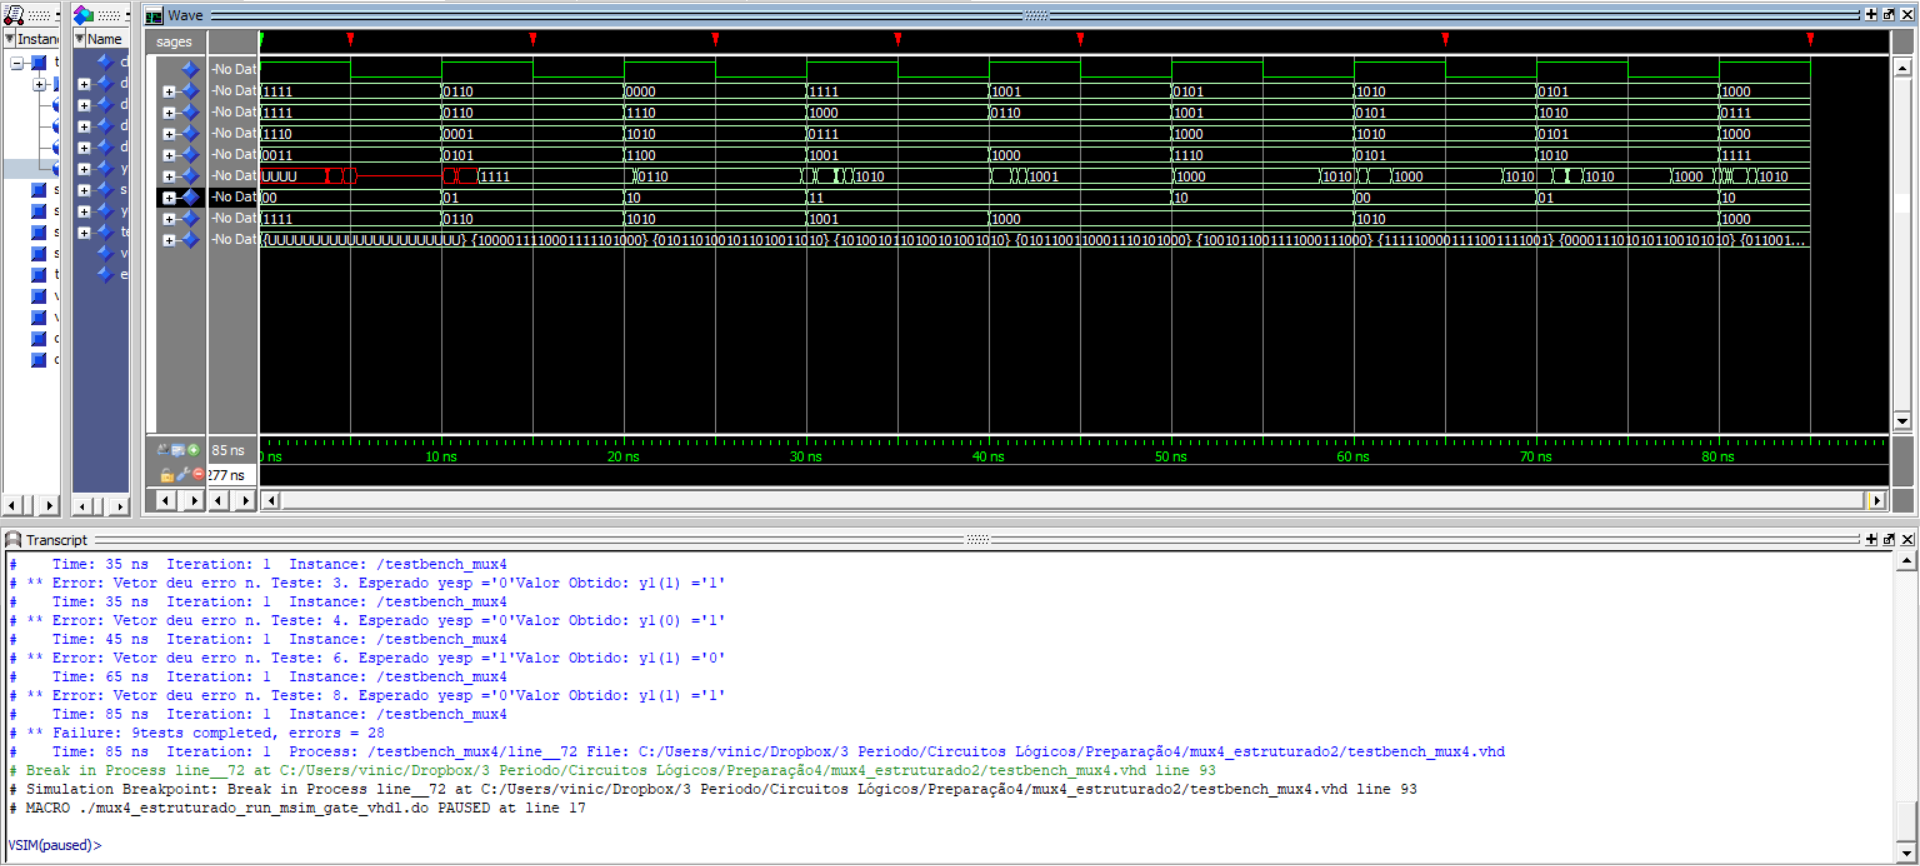 Wave
Instan
Name
sages
-No Dat
-No Dat 1111 0110 0000 1111 1001 0101 1010 0101 1000
-No Dat 1111 0110 1110 1000 0110 1001 0101 1010 0111
-No Dat 1110 0001 1010 0111 1000 1010 0101 1000
-No Dat 0011 0101 1100 1001 1000 1110 0101 1010 1111
-No Dat UUUU 1111 0110 1010 1001 1000 1010 1000 1010 1010 1000 1010
-No Dat 00 01 10 11 10 00 01 10
-No Dat 1111 0110 1010 1001 1000 1010 1000
-No Dat
85 ns
277 ns
10 ns 20 ns 30 ns 40 ns 50 ns 60 ns 70 ns 80 ns
Transcript
# Time: 35 ns Iteration: 1 Instance: /testbench_mux4
# ** Error: Vetor deu erro n. Teste: 3. Esperado yesp ='0'Valor Obtido: y1(1) ='1'
# Time: 35 ns Iteration: 1 Instance: /testbench_mux4
# ** Error: Vetor deu erro n. Teste: 4. Esperado yesp ='0'Valor Obtido: y1(0) ='1'
# Time: 45 ns Iteration: 1 Instance: /testbench_mux4
# ** Error: Vetor deu erro n. Teste: 6. Esperado yesp ='1'Valor Obtido: y1(1) ='0'
# Time: 65 ns Iteration: 1 Instance: /testbench_mux4
# ** Error: Vetor deu erro n. Teste: 8. Esperado yesp ='0'Valor Obtido: y1(1) ='1'
# Time: 85 ns Iteration: 1 Instance: /testbench_mux4
# ** Failure: 9tests completed, errors = 28
# Time: 85 ns Iteration: 1 Process: /testbench_mux4/line__72 File: C:/Users/vinic/Dropbox/3 Periodo/Circuitos Lógicos/Preparação4/mux4_estruturado2/testbench_mux4.vhd
# Break in Process line__72 at C:/Users/vinic/Dropbox/3 Periodo/Circuitos Lógicos/Preparação4/mux4_estruturado2/testbench_mux4.vhd line 93
# Simulation Breakpoint: Break in Process line__72 at C:/Users/vinic/Dropbox/3 Periodo/Circuitos Lógicos/Preparação4/mux4_estruturado2/testbench_mux4.vhd line 93
# MACRO ./mux4_estruturado_run_msim_gate_vhdl.do PAUSED at line 17
VSIM(paused)>